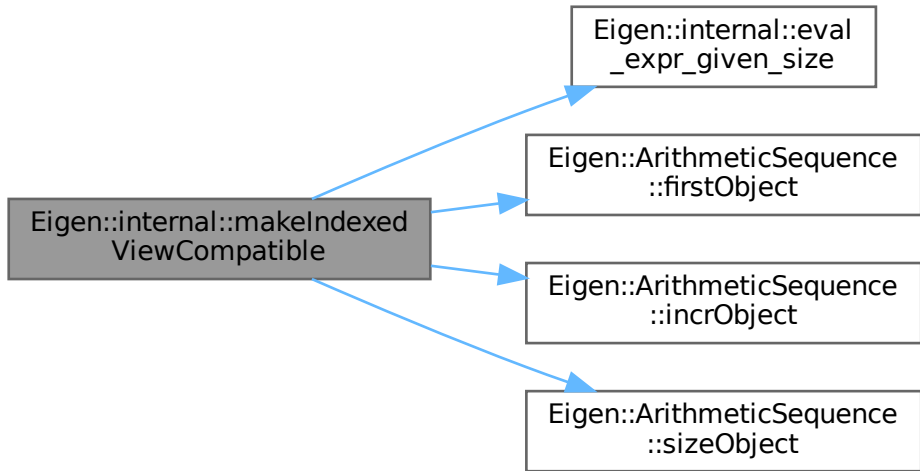 Eigen::internal::eval
_expr_given_size
Eigen::ArithmeticSequence
::firstObject
Eigen::internal::makeIndexed
ViewCompatible
Eigen::ArithmeticSequence
::incrObject
Eigen::ArithmeticSequence
::sizeObject